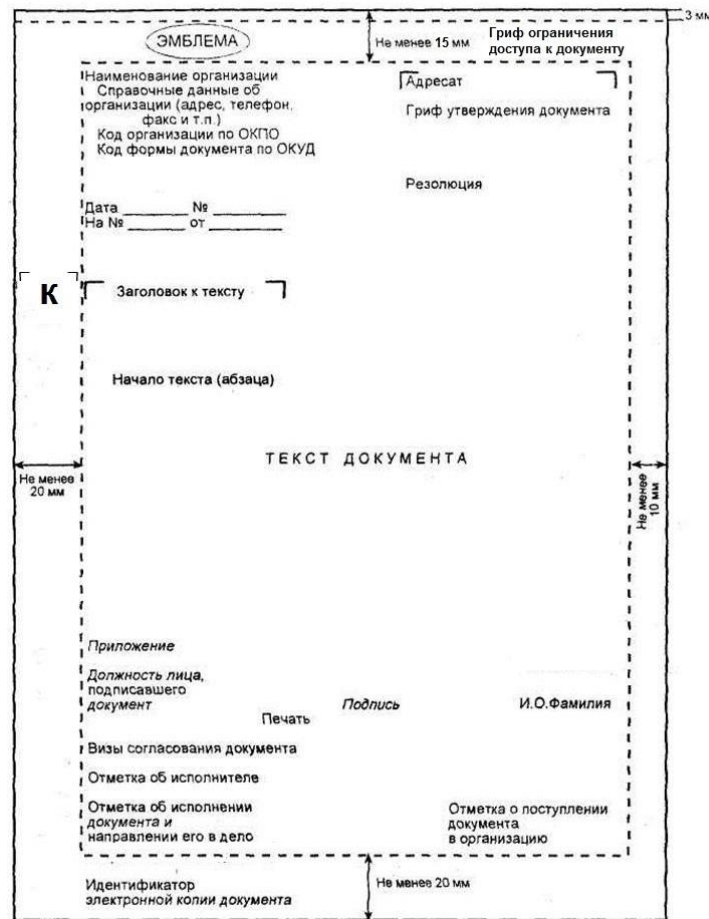 3 мм
ЭМБЛЕМА
Не менее 15 мм
Гриф ограничения
доступа к документу
Наименование организации
Справочные данные об
организации (адрес, телефон,
факс и т.п.)
Код организации по ОКПО
Код формы документа по ОКУД
Адресат
Гриф утверждения документа
Резолюция
Дата ________ № __________
На № ________ от __________
К
Заголовок к тексту
Начало текста (абзаца)
ТЕКСТ ДОКУМЕНТА
Не менее
20 мм
Не менее
10 мм
Приложение
Должность лица,
подписавшего
документ
Подпись
И.О.Фамилия
Печать
Визы согласования документа
Отметка об исполнителе
Отметка об исполнении
документа и
направлении его в дело
Отметка о поступлении
документа
в организацию
Идентификатор
электронной копии документа
Не менее 20 мм